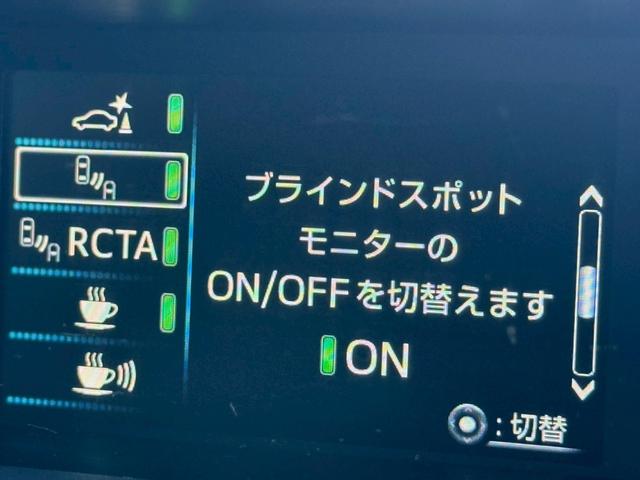 RCTA
ブラインドスポット
モニターの
ON/OFFを切替えます
ON
:切替